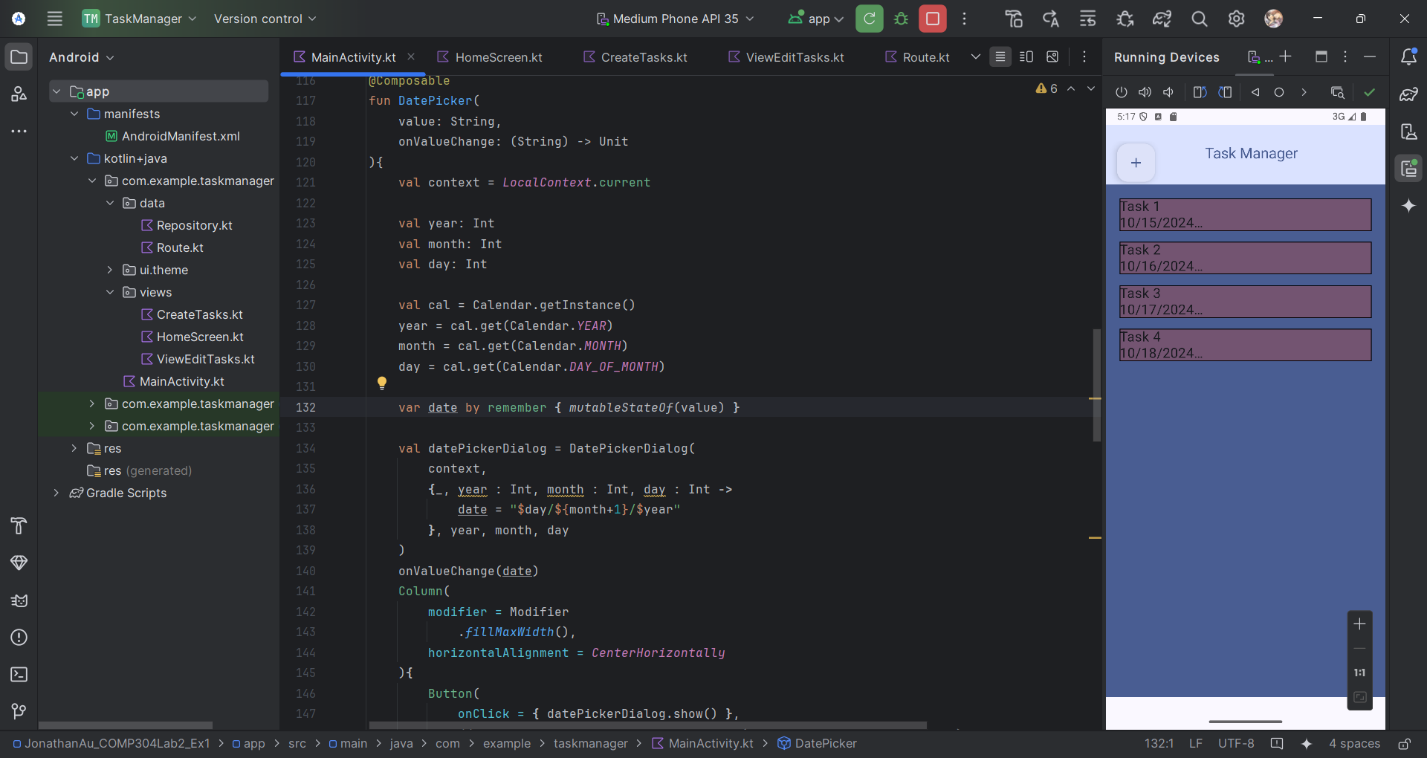 TM TaskManager Version control Medium Phone API 35 app
Android
MainActivity.kt HomeScreen.kt CreateTasks.kt ViewEditTasks.kt Route.kt
Running Devices ...
app
manifests
AndroidManifest.xml
kotlin+java
com.example.taskmanager
data
Repository.kt
Route.kt
ui.theme
views
CreateTasks.kt
HomeScreen.kt
ViewEditTasks.kt
MainActivity.kt
com.example.taskmanager
com.example.taskmanager
res
res (generated)
Gradle Scripts
6
116 @Composable
117 fun DatePicker(
118 value: String,
119 onValueChange: (String) -> Unit
120 ){
121 val context = LocalContext.current
122
123 val year: Int
124 val month: Int
125 val day: Int
126
127 val cal = Calendar.getInstance()
128 year = cal.get(Calendar.YEAR)
129 month = cal.get(Calendar.MONTH)
130 day = cal.get(Calendar.DAY_OF_MONTH)
131
132 var date by remember { mutableStateOf(value) }
133
134 val datePickerDialog = DatePickerDialog(
135 context,
136 {_, year : Int, month : Int, day : Int ->
137 date = "$day/${month+1}/$year"
138 }, year, month, day
139 )
140 onValueChange(date)
141 Column(
142 modifier = Modifier
143 .fillMaxWidth(),
144 horizontalAlignment = CenterHorizontally
145 ){
146 Button(
147 onClick = { datePickerDialog.show() },
5:17 3G
+ Task Manager
Task 1
10/15/2024...
Task 2
10/16/2024...
Task 3
10/17/2024...
Task 4
10/18/2024...
1:1
JonathanAu_COMP304Lab2_Ex1 > app > src > main > java > com > example > taskmanager > MainActivity.kt > DatePicker
132:1 LF UTF-8 4 spaces